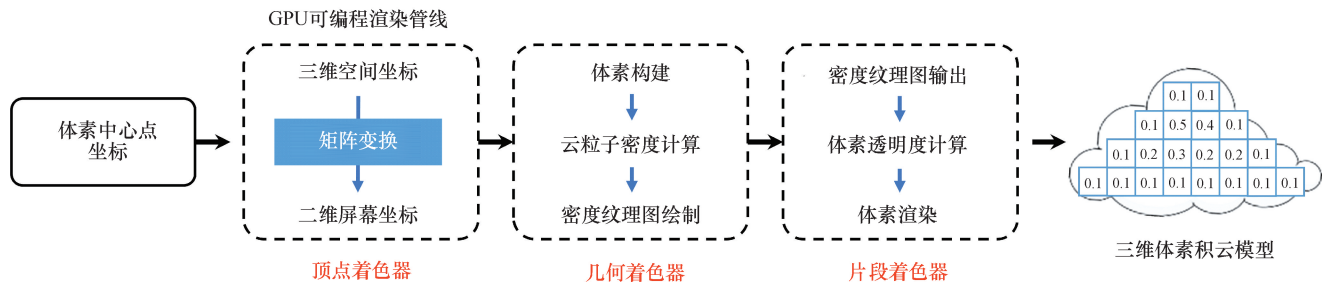 GPU可编程渲染管线
体素中心点
坐标
三维空间坐标
矩阵变换
二维屏幕坐标
顶点着色器
体素构建
云粒子密度计算
密度纹理图绘制
几何着色器
密度纹理图输出
体素透明度计算
体素渲染
片段着色器
0.1 0.1
0.1 0.5 0.4 0.1
0.1 0.2 0.3 0.2 0.2 0.1
0.1 0.1 0.1 0.1 0.1 0.1 0.1 0.1
三维体素积云模型